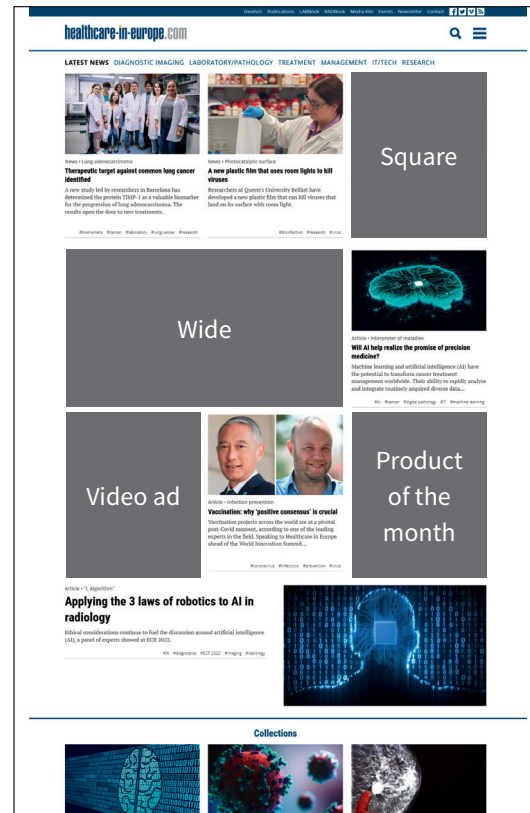 Deutsch Publications LABBook RADBook Media Kits Events Newsletter Contact
healthcare-in-europe.com
LATEST NEWS DIAGNOSTIC IMAGING LABORATORY/PATHOLOGY TREATMENT MANAGEMENT IT/TECH RESEARCH
News • Lung adenocarcinoma
Therapeutic target against common lung cancer
identified
A new study led by researchers in Barcelona has
determined the protein TIMP-1 as a valuable biomarker
for the progression of lung adenocarcinoma. The
results open the door to new treatments.
#biomarkers #cancer #laboratory #lung cancer #research
News • Photocatalytic surface
A new plastic film that uses room lights to kill
viruses
Researchers at Queen's University Belfast have
developed a new plastic film that can kill viruses that
land on its surface with room light.
#disinfection #research #virus
Square
Wide
Article • Interpreter of maladies
Will AI help realize the promise of precision
medicine?
Machine learning and artificial intelligence (AI) have
the potential to transform cancer treatment
management worldwide. Their ability to rapidly analyse
and integrate routinely acquired diverse data...
#AI #cancer #digital pathology #IT #machine learning
Video ad
Article • Infection prevention
Vaccination: why 'positive consensus' is crucial
Vaccination projects across the world are at a pivotal
post-Covid moment, according to one of the leading
experts in the field. Speaking to Healthcare in Europe
ahead of the World Innovation Summit...
#coronavirus #infections #prevention #virus
Product
of the
month
Article • "I, Algorithm"
Applying the 3 laws of robotics to AI in
radiology
Ethical considerations continue to fuel the discussion around artificial intelligence
(AI), a panel of experts showed at ECR 2022.
#AI #diagnostics #ECR 2022 #imaging #radiology
Collections